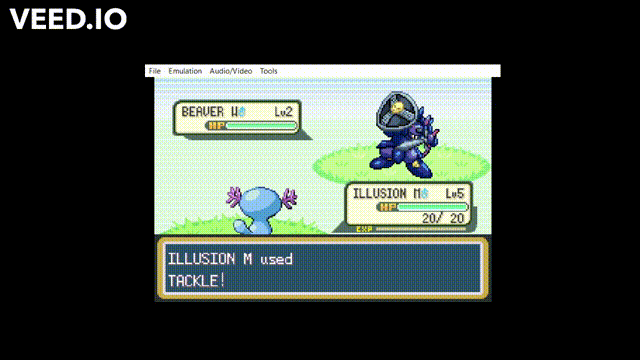 VEED.IO
File Emulation Audio/Video Tools
BEAVER W♂ Lv2
HP
ILLUSION M♂ Lv5
HP
20/ 20
EXP
ILLUSION M used
TACKLE!